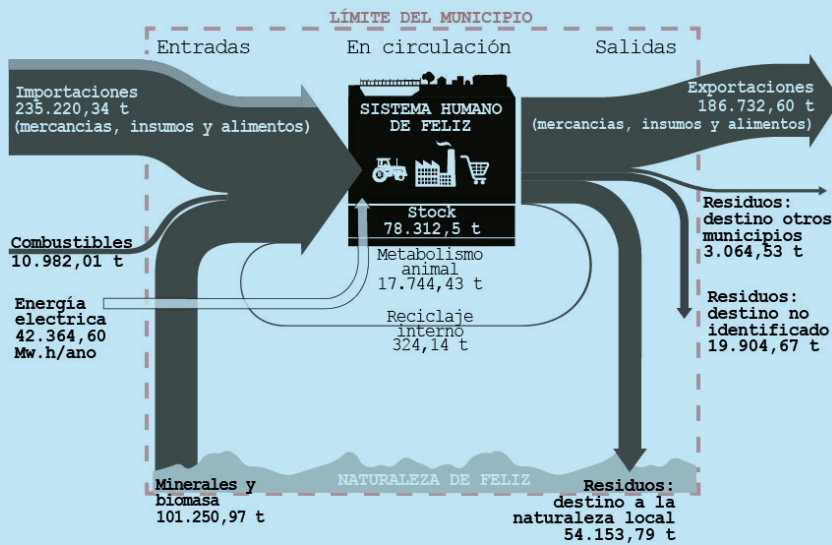 LÍMITE DEL MUNICIPIO
Entradas
En circulación
Salidas
Importaciones
235.220,34 t
(mercancias, insumos y alimentos)
SISTEMA HUMANO
DE FELIZ
Exportaciones
186.732,60 t
(mercancias, insumos y alimentos)
Stock
78.312,5 t
Combustibles
10.982,01 t
Metabolismo
animal
17.744,43 t
Residuos:
destino otros
municipios
3.064,53 t
Energía
electrica
42.364,60
Mw.h/ano
Reciclaje
interno
324,14 t
Residuos:
destino no
identificado
19.904,67 t
NATURALEZA DE FELIZ
Minerales y
biomasa
101.250,97 t
Residuos:
destino a la
naturaleza local
54.153,79 t